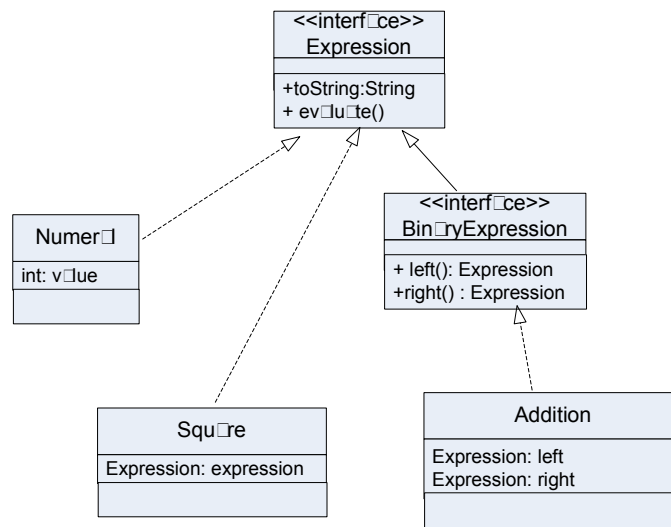 <<interf□ce>>
Expression
+toString:String
+ ev□lu□te()
<<interf□ce>>
Bin□ryExpression
+ left(): Expression
+right() : Expression
Numer□l
int: v□lue
Squ□re
Expression: expression
Addition
Expression: left
Expression: right